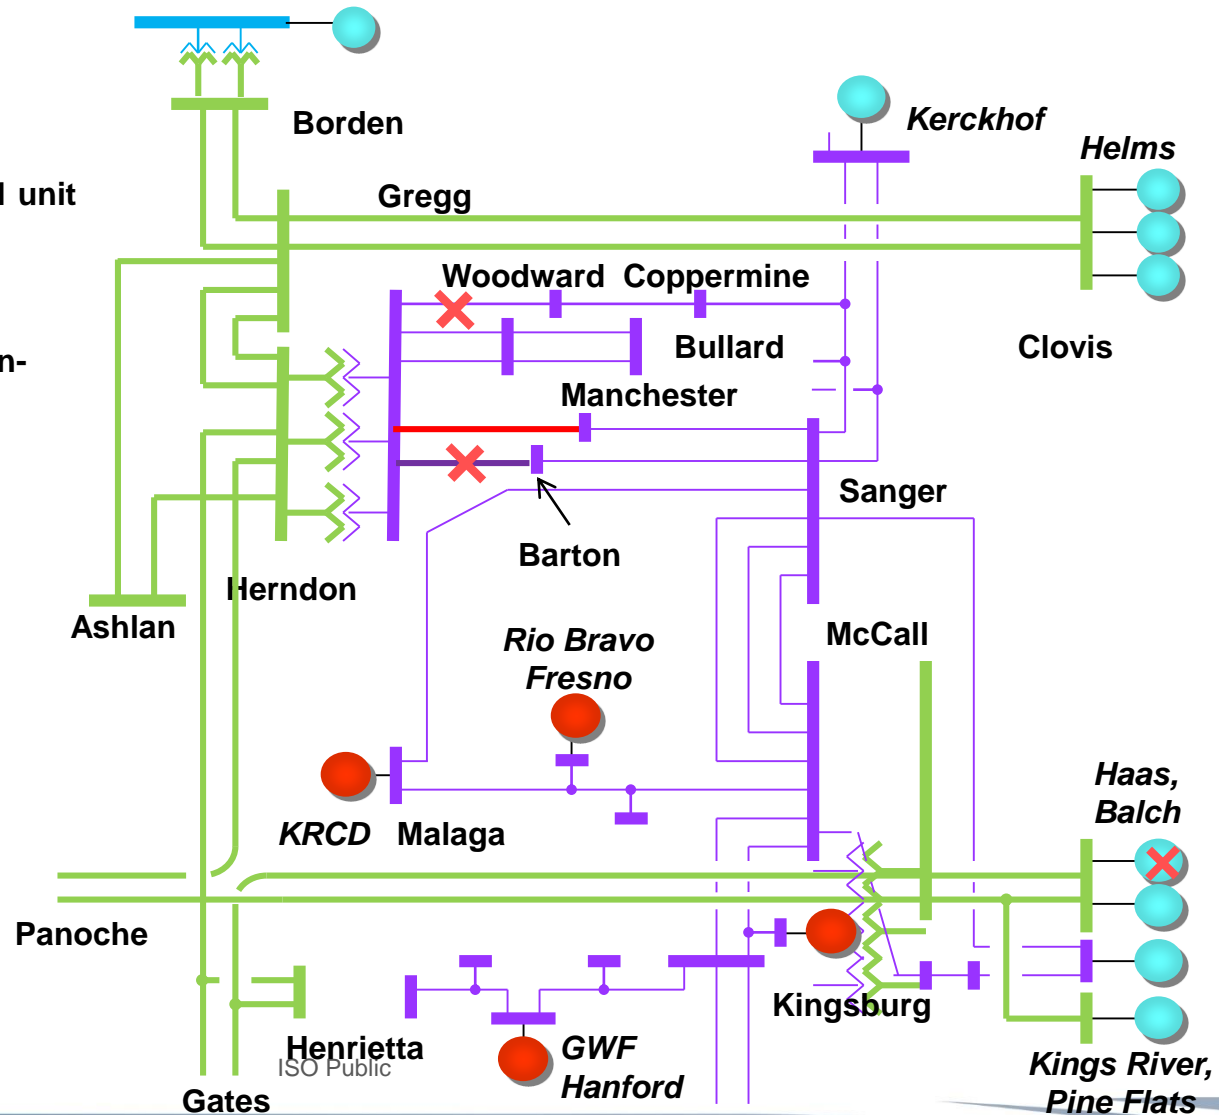 Borden
Kerckhof
Helms
unit
Gregg
Woodward Coppermine
n-
Bullard
Clovis
Manchester
Sanger
Barton
Herndon
Ashlan
Rio Bravo
Fresno
McCall
Haas,
Balch
KRCD Malaga
Panoche
Kingsburg
Henrietta
GWF
Hanford
ISO Public
Kings River,
Pine Flats
Gates